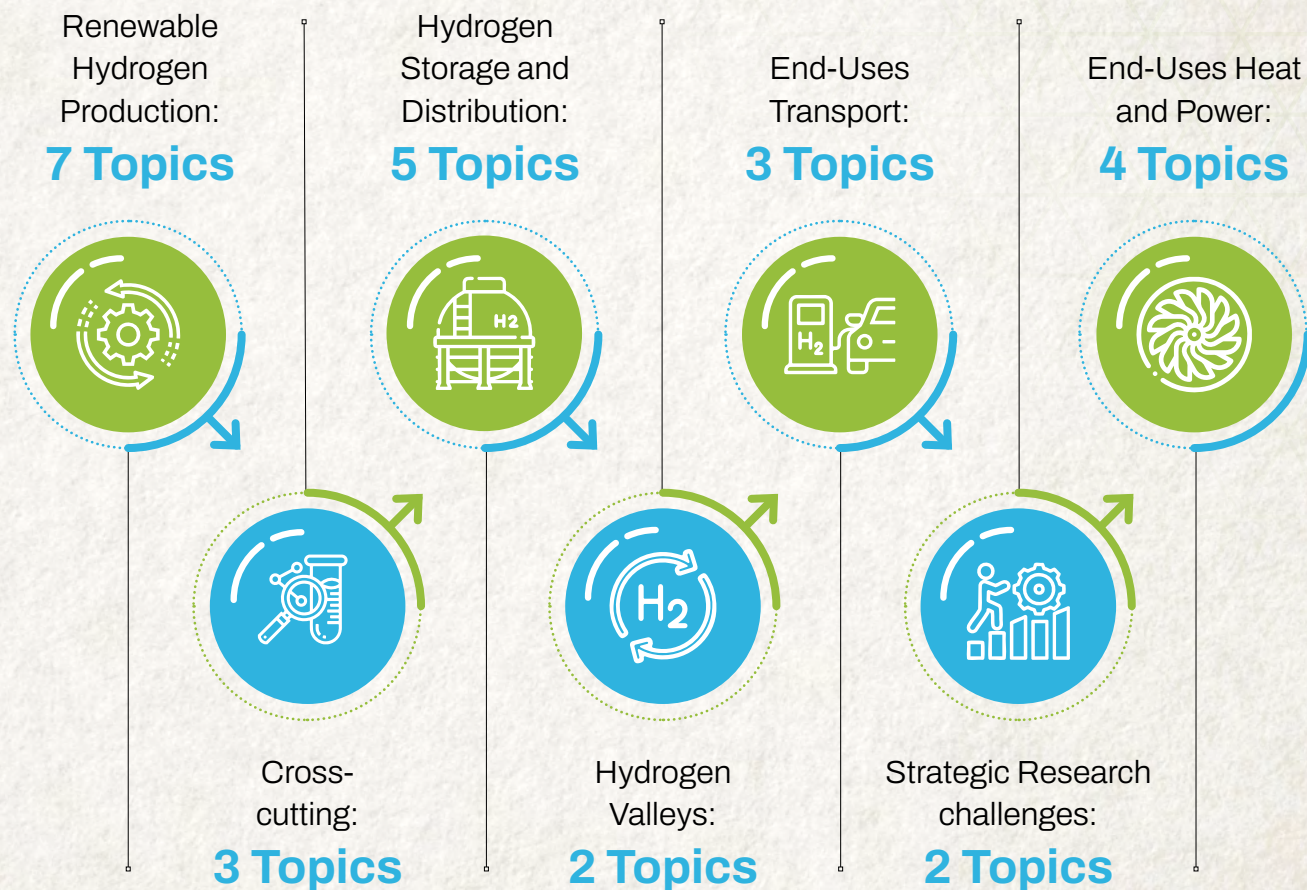 Renewable
Hydrogen
Production:
7 Topics
Hydrogen
Storage and
Distribution:
5 Topics
End-Uses
Transport:
3 Topics
End-Uses Heat
and Power:
4 Topics
H2
H2
Cross-
cutting:
3 Topics
H2
Hydrogen
Valleys:
2 Topics
Strategic Research
challenges:
2 Topics